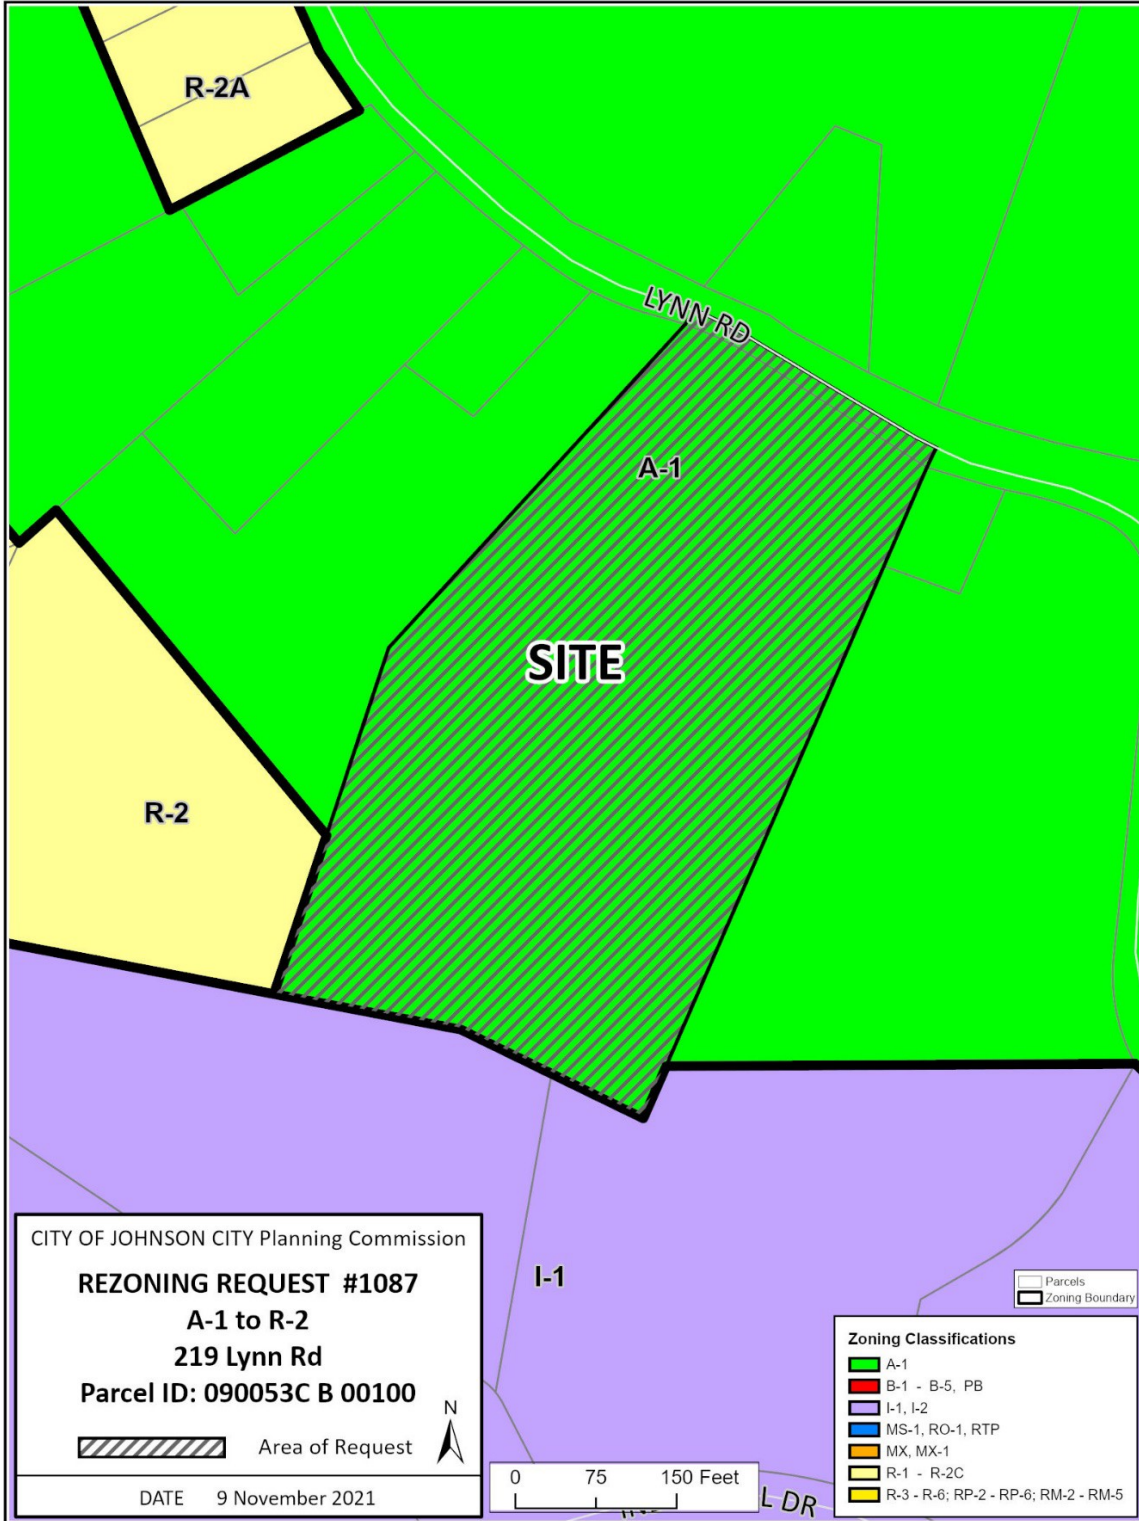 R-2A
LYNN RD
A-1
SITE
R-2
I-1
CITY OF JOHNSON CITY Planning Commission
REZONING REQUEST #1087
A-1 to R-2
219 Lynn Rd
Parcel ID: 090053C B 00100
Area of Request
N
DATE 9 November 2021
0 75 150 Feet
L DR
Parcels
Zoning Boundary
Zoning Classifications
A-1
B-1 - B-5, PB
I-1, I-2
MS-1, RO-1, RTP
MX, MX-1
R-1 - R-2C
R-3 - R-6; RP-2 - RP-6; RM-2 - RM-5